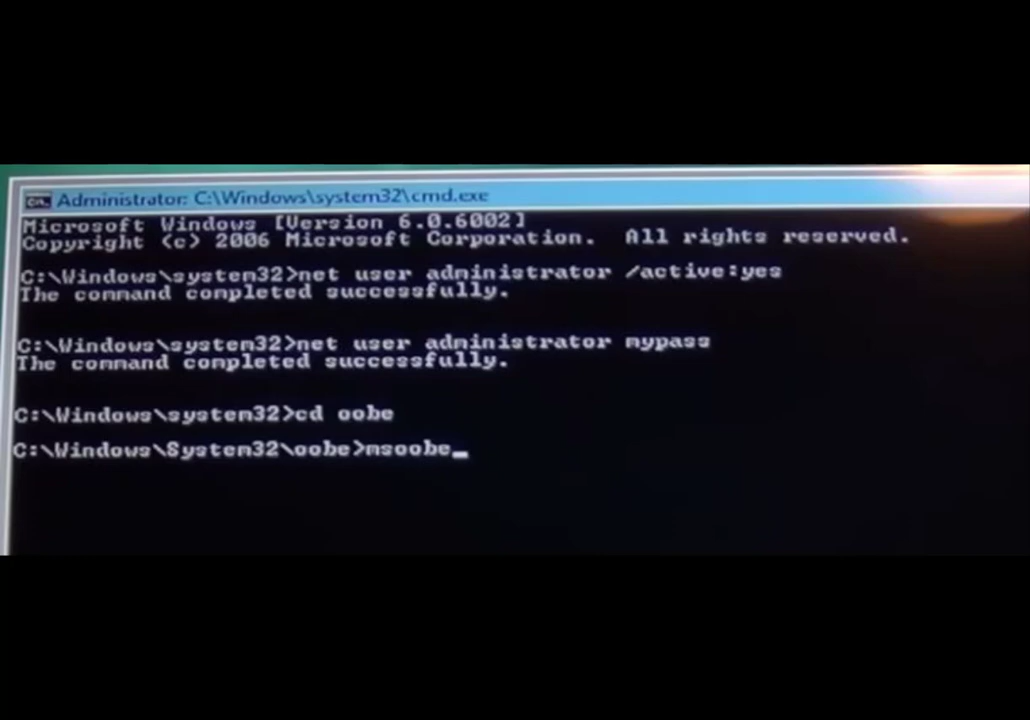 Administrator: C:\Windows\system32\cmd.exe
Microsoft Windows [Version 6.0.6002]
Copyright (c) 2006 Microsoft Corporation.  All rights reserved.
C:\Windows\system32>net user administrator /active:yes
The command completed successfully.
C:\Windows\system32>net user administrator mypass
The command completed successfully.
C:\Windows\system32>cd oobe
C:\Windows\System32\oobe>msoobe_